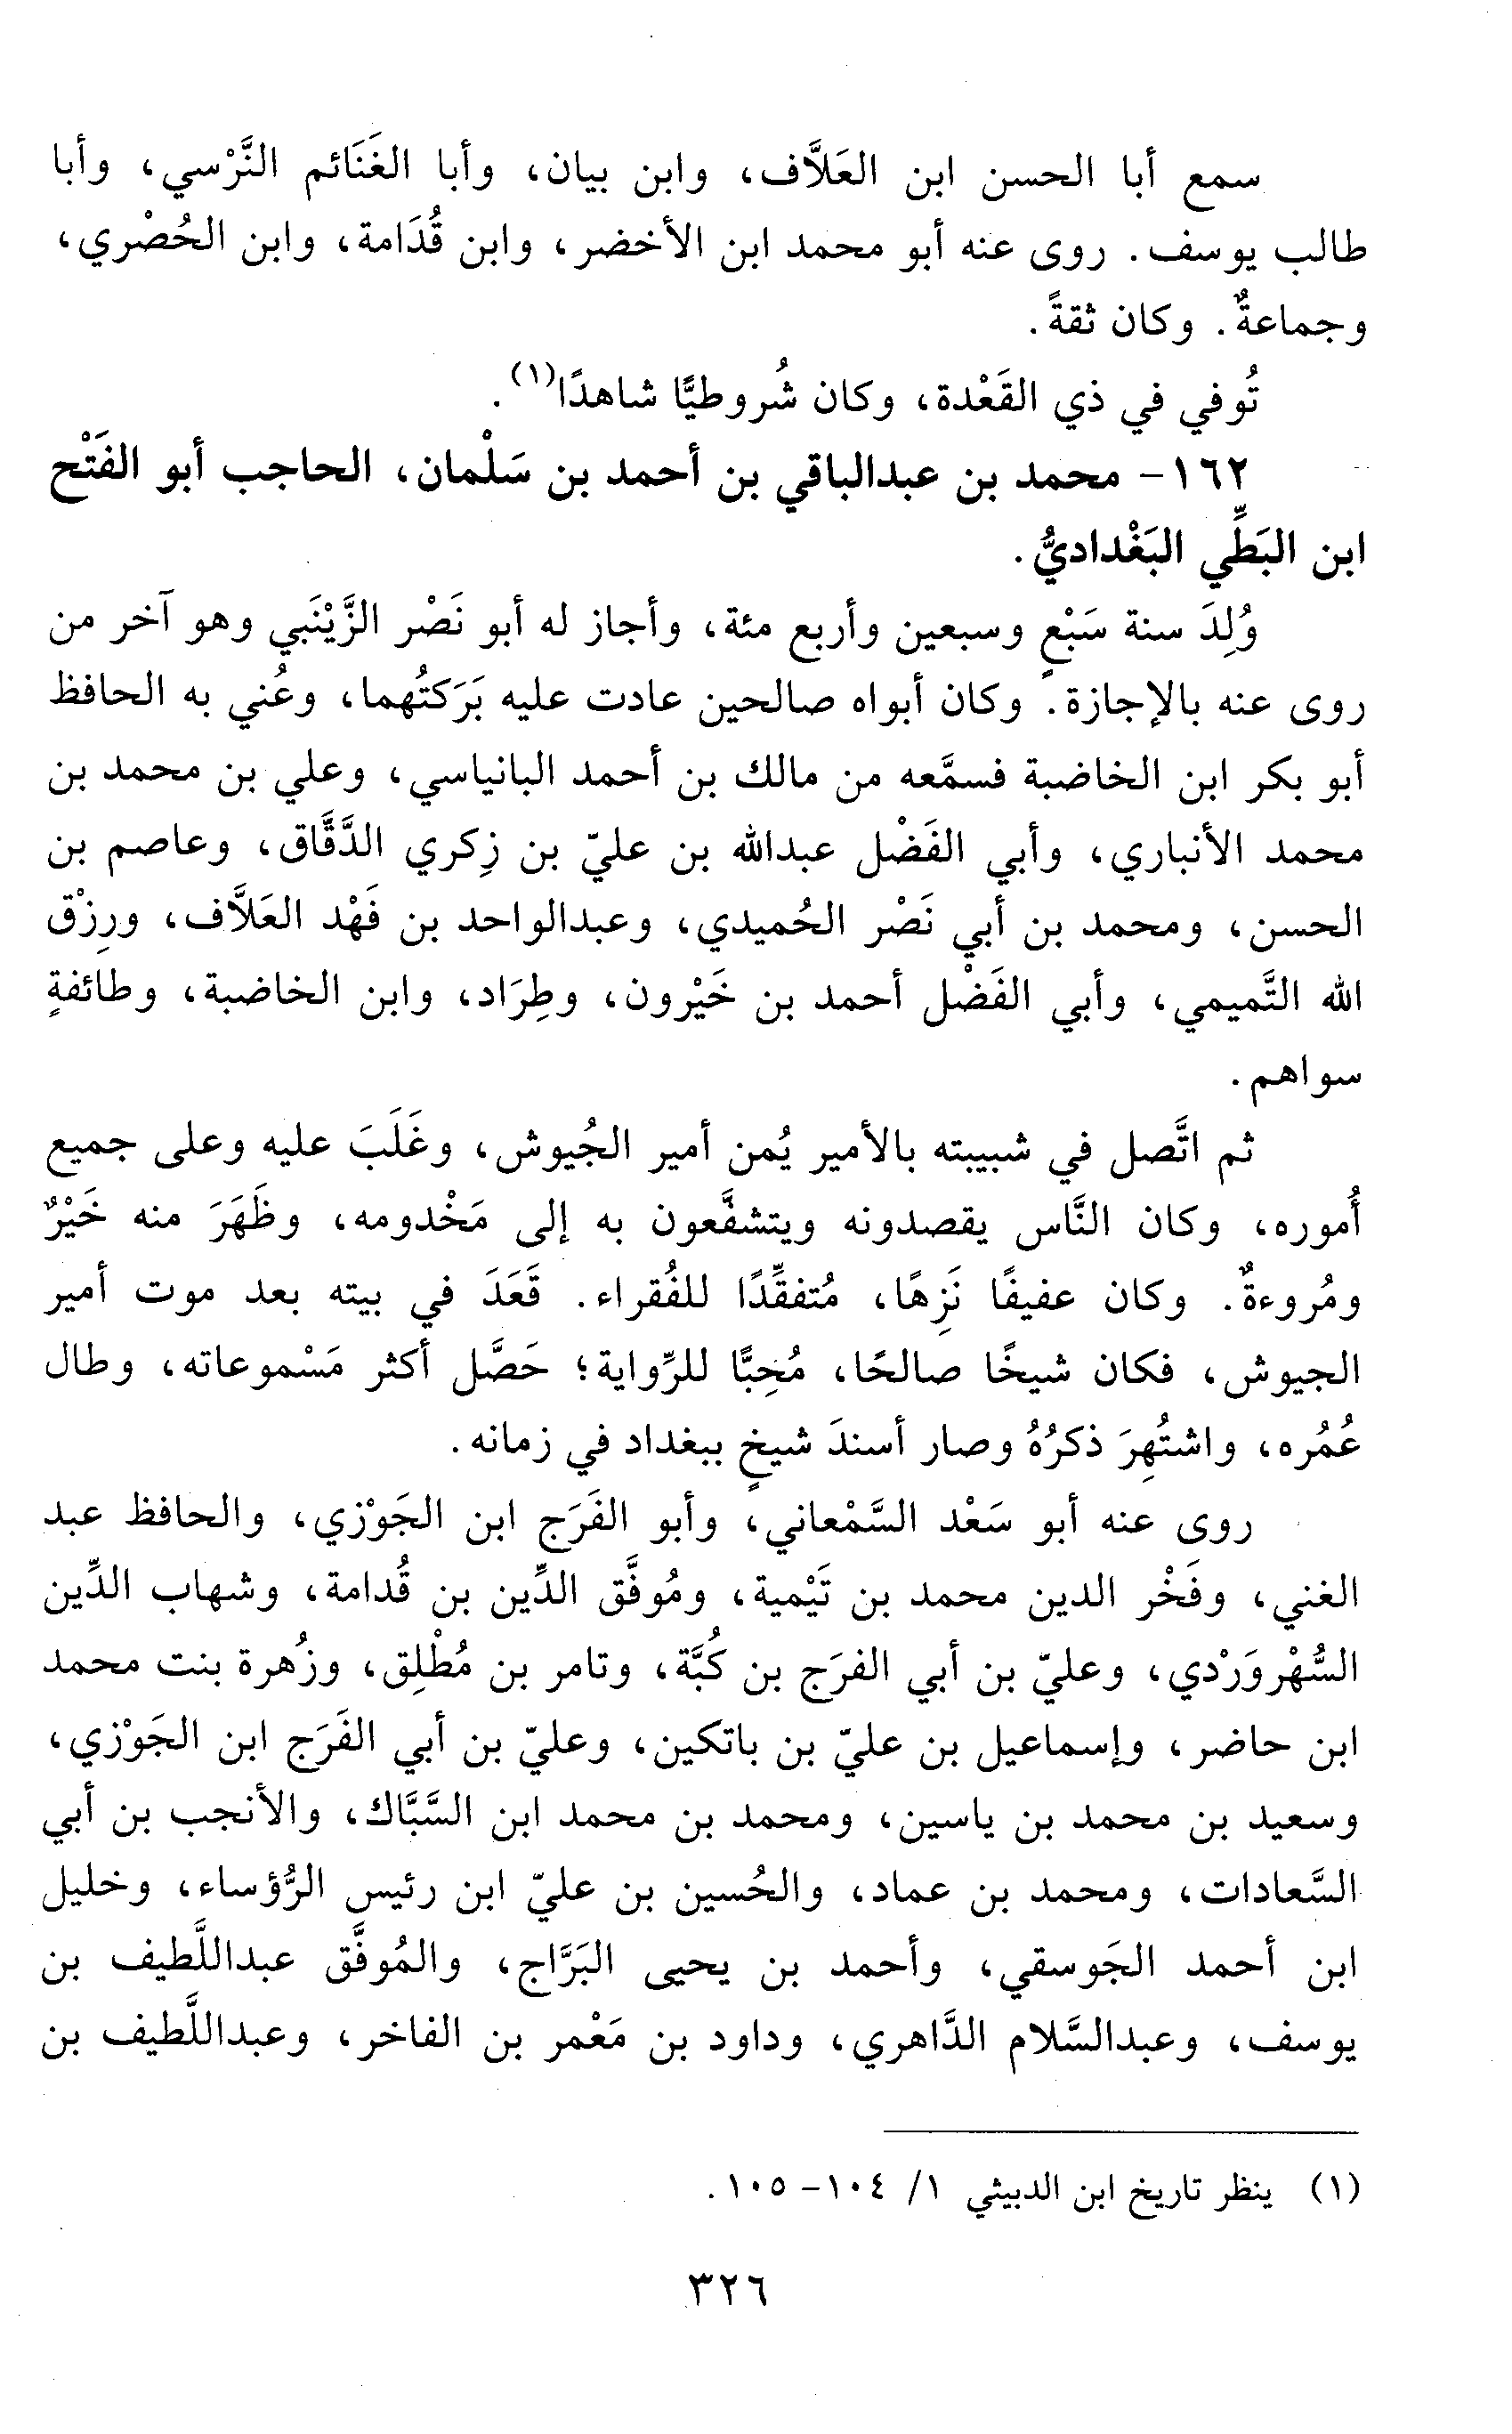 سمع أبا الحسن ابن العَلاَّف، وابن بيان، وأبا الغَنَائم النَّرْسي، وأبا
طالب يوسف. روى عنه أبو محمد ابن الأخضر، وابن قُدَامة، وابن الحُصْري،
وجماعةٌ. وكان ثقةً.
تُوفي في ذي القَعْدة، وكان شُروطيًّا شاهدًا(١).
١٦٢- محمد بن عبدالباقي بن أحمد بن سَلْمان، الحاجب أبو الفَتْح
ابن البَطِّي البَغْداديُّ.
وُلِدَ سنة سَبْعٍ وسبعين وأربع مئة، وأجاز له أبو نَصْر الزَّيْنَبي وهو آخر من
روى عنه بالإجازة. وكان أبواه صالحين عادت عليه بَرَكتُهما، وعُني به الحافظ
أبو بكر ابن الخاضبة فسمَّعه من مالك بن أحمد البانياسي، وعلي بن محمد بن
محمد الأنباري، وأبي الفَضْل عبدالله بن عليّ بن زِكري الدَّقَّاق، وعاصم بن
الحسن، ومحمد بن أبي نَصْر الحُميدي، وعبدالواحد بن فَهْد العَلاَّف، ورِزْق
الله التَّميمي، وأبي الفَضْل أحمد بن خَيْرون، وطِرَاد، وابن الخاضبة، وطائفةٍ
سواهم.
ثم اتَّصل في شبيبته بالأمير يُمن أمير الجُيوش، وغَلَبَ عليه وعلى جميع
أُموره، وكان النَّاس يقصدونه ويتشفَّعون به إلى مَخْدومه، وظَهَرَ منه خَيْرٌ
ومُروءةٌ. وكان عفيفًا نَزِهًا، مُتفقِّدًا للفُقراء. قَعَدَ في بيته بعد موت أمير
الجيوش، فكان شيخًا صالحًا، مُحِبًّا للرِّواية؛ حَصَّل أكثر مَسْموعاته، وطال
عُمُره، واشتُهِرَ ذكرُهُ وصار أسندَ شيخٍ ببغداد في زمانه.
روى عنه أبو سَعْد السَّمْعاني، وأبو الفَرَج ابن الجَوْزي، والحافظ عبد
الغني، وفَخْر الدين محمد بن تَيْمية، ومُوفَّق الدِّين بن قُدامة، وشهاب الدِّين
السُّهْروَرْدي، وعليّ بن أبي الفرَج بن كُبَّة، وتامر بن مُطْلِق، وزُهرة بنت محمد
ابن حاضر، وإسماعيل بن عليّ بن باتكين، وعليّ بن أبي الفَرَج ابن الجَوْزي،
وسعيد بن محمد بن ياسين، ومحمد بن محمد ابن السَّبَّاك، والأنجب بن أبي
السَّعادات، ومحمد بن عماد، والحُسين بن عليّ ابن رئيس الرُّؤساء، وخليل
ابن أحمد الجَوسقي، وأحمد بن يحيى البَرَّاج، والمُوفَّق عبداللَّطيف بن
يوسف، وعبدالسَّلام الدَّاهري، وداود بن مَعْمر بن الفاخر، وعبداللَّطيف بن
(١) ينظر تاريخ ابن الدبيثي ١/ ١٠٤- ١٠٥.
٣٢٦